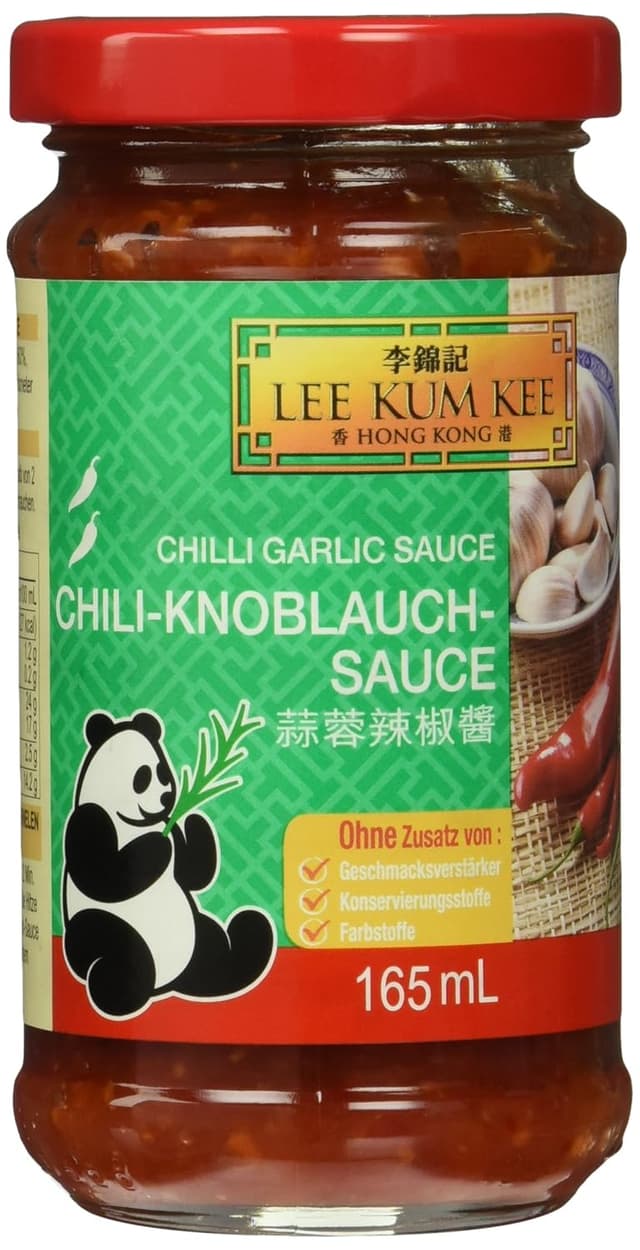 李錦記
LEE KUM KEE
香 HONG KONG 港
CHILLI GARLIC SAUCE
CHILI-KNOBLAUCH-
SAUCE
蒜蓉辣椒醬
Ohne Zusatz von :
Geschmacksverstärker
Konservierungsstoffe
Farbstoffe
165 mL